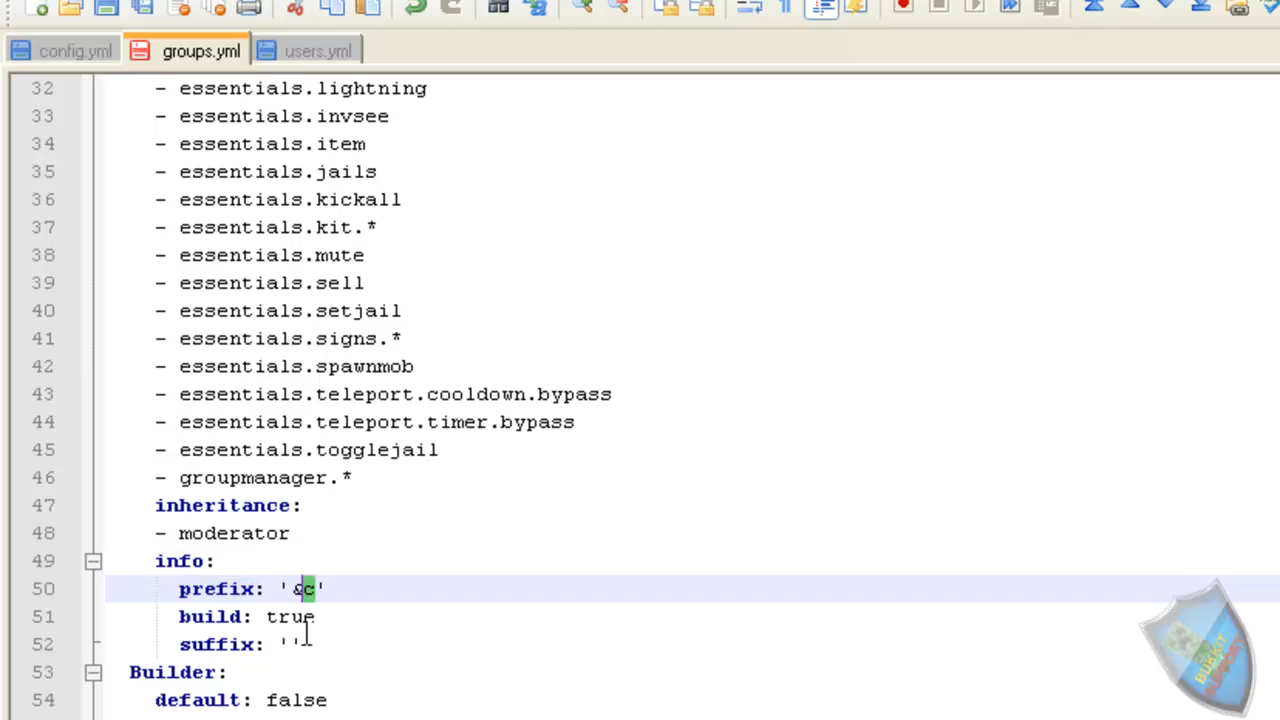 config.yml groups.yml users.yml
32 - essentials.lightning
33 - essentials.invsee
34 - essentials.item
35 - essentials.jails
36 - essentials.kickall
37 - essentials.kit.*
38 - essentials.mute
39 - essentials.sell
40 - essentials.setjail
41 - essentials.signs.*
42 - essentials.spawnmob
43 - essentials.teleport.cooldown.bypass
44 - essentials.teleport.timer.bypass
45 - essentials.togglejail
46 - groupmanager.*
47 inheritance:
48 - moderator
49 info:
50 prefix: '&c'
51 build: true
52 suffix: ''
53 Builder:
54 default: false
BUKKIT
SUPPORT